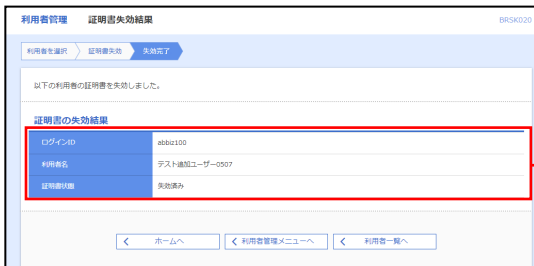 利用者管理 証明書失効結果 BRSK020
利用者を選択 証明書失効 失効完了
以下の利用者の証明書を失効しました。
証明書の失効結果
ログインID abbiz100
利用者名 テスト追加ユーザー0507
証明書状態 失効済み
ホームへ 利用者管理メニューへ 利用者一覧へ